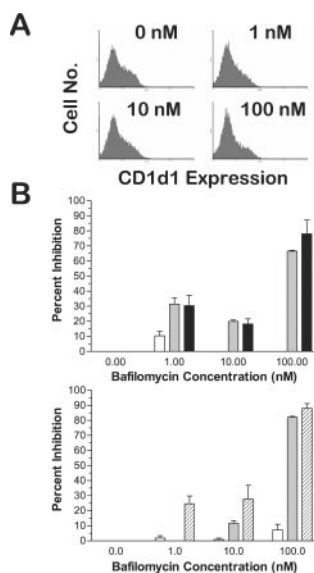 A
0 nM 1 nM
10 nM 100 nM
Cell No.
CD1d1 Expression
B
100
90
80
70
60
50
40
30
20
10
0
Percent Inhibition
0.00 1.00 10.00 100.00
Bafilomycin Concentration (nM)
100
90
80
70
60
50
40
30
20
10
0
Percent Inhibition
0.0 1.0 10.0 100.0
Bafilomycin Concentration (nM)